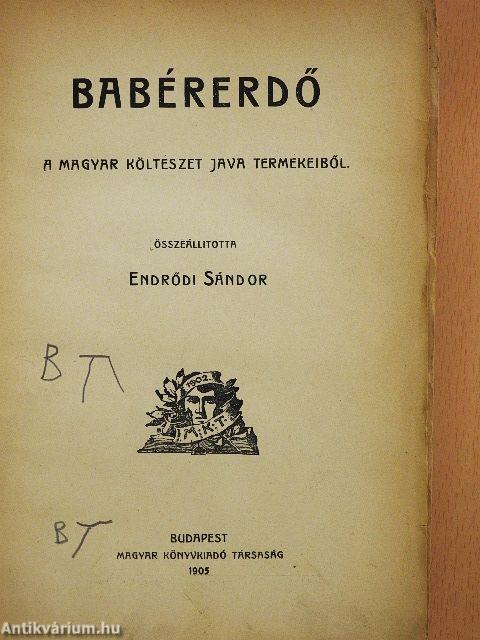 BABÉRERDŐ
A MAGYAR KÖLTÉSZET JAVA TERMÉKEIBŐL.
ÖSSZEÁLLITOTTA
ENDRŐDI SÁNDOR
B T
1902.
M.K.T.
B T
BUDAPEST
MAGYAR KÖNYVKIADÓ TÁRSASÁG
1905
Antikvárium.hu